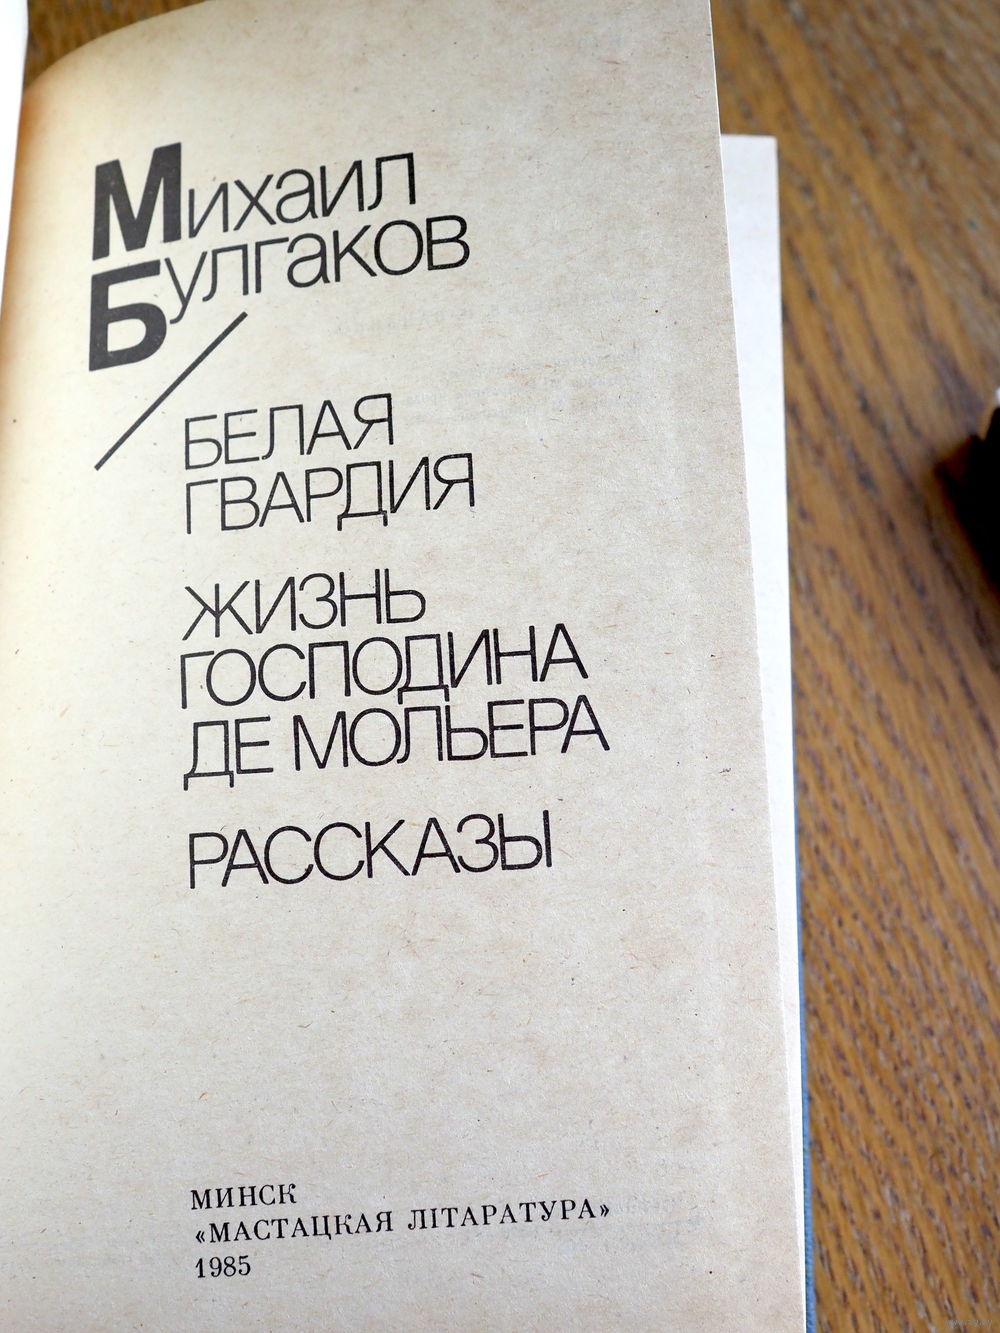 Михаил
Булгаков
БЕЛАЯ
ГВАРДИЯ
ЖИЗНЬ
ГОСПОДИНА
ДЕ МОЛЬЕРА
РАССКАЗЫ
МИНСК
«МАСТАЦКАЯ ЛІТАРАТУРА»
1985